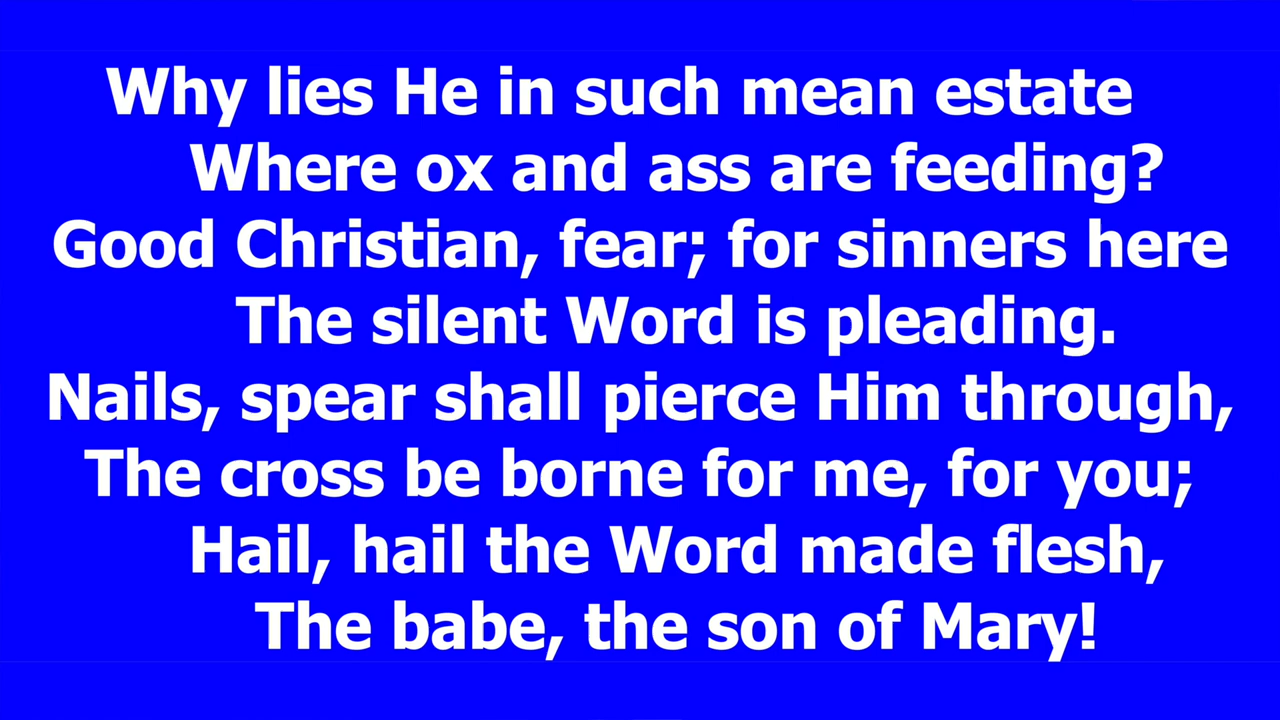 Why lies He in such mean estate
Where ox and ass are feeding?
Good Christian, fear; for sinners here
The silent Word is pleading.
Nails, spear shall pierce Him through,
The cross be borne for me, for you;
Hail, hail the Word made flesh,
The babe, the son of Mary!